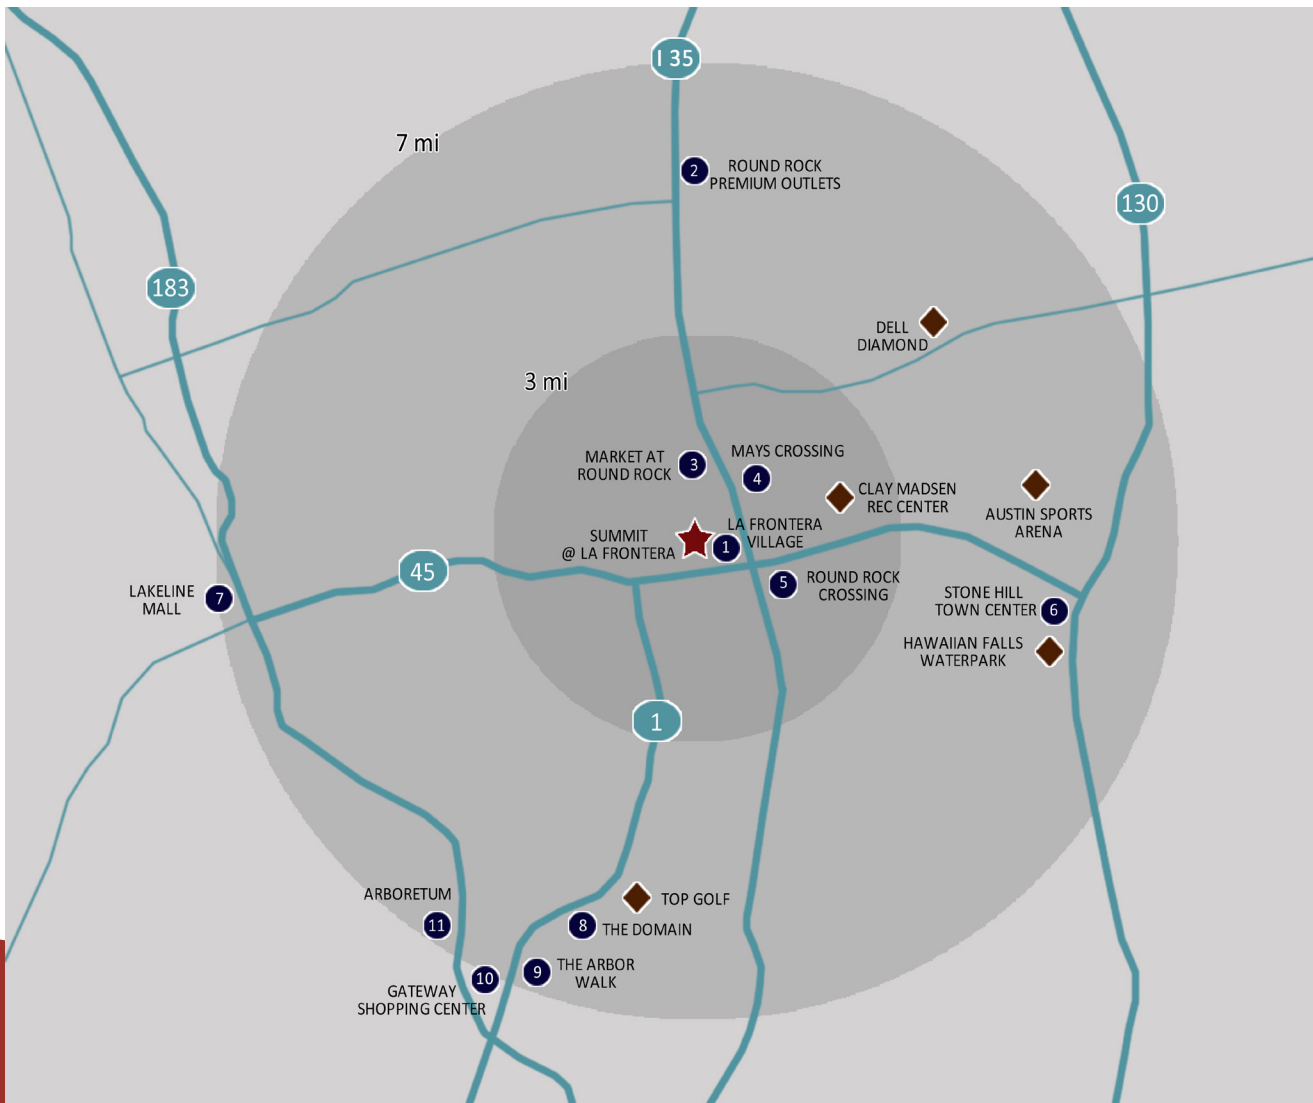 I 35
7 mi
2
ROUND ROCK
PREMIUM OUTLETS
130
183
DELL
DIAMOND
3 mi
MARKET AT
ROUND ROCK
3
MAYS CROSSING
4
CLAY MADSEN
REC CENTER
AUSTIN SPORTS
ARENA
SUMMIT
@ LA FRONTERA
1
LA FRONTERA
VILLAGE
45
5
ROUND ROCK
CROSSING
LAKELINE
MALL
7
STONE HILL
TOWN CENTER
6
HAWAIIAN FALLS
WATERPARK
1
ARBORETUM
11
TOP GOLF
8
THE DOMAIN
9
THE ARBOR
WALK
10
GATEWAY
SHOPPING CENTER